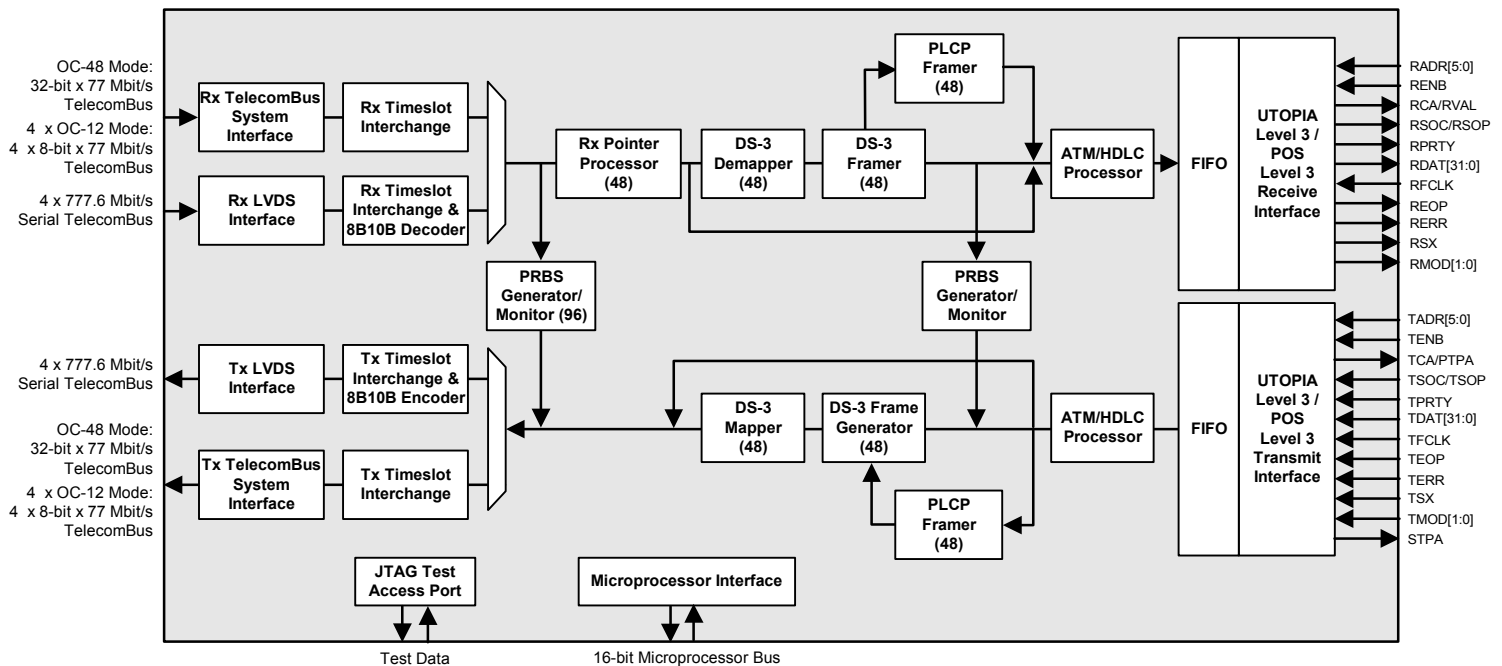 OC-48 Mode:
32-bit x 77 Mbit/s
TelecomBus
4 x OC-12 Mode:
4 x 8-bit x 77 Mbit/s
TelecomBus
4 x 777.6 Mbit/s
Serial TelecomBus
Rx TelecomBus
System
Interface
Rx Timeslot
Interchange
Rx LVDS
Interface
Rx Timeslot
Interchange &
8B10B Decoder
Rx Pointer
Processor
(48)
DS-3
Demapper
(48)
DS-3
Framer
(48)
PLCP
Framer
(48)
ATM/HDLC
Processor
FIFO
UTOPIA
Level 3 /
POS
Level 3
Receive
Interface
RADR[5:0]
RENB
RCA/RVAL
RSOC/RSOP
RPRTY
RDAT[31:0]
RFCLK
REOP
RERR
RSX
RMOD[1:0]
PRBS
Generator/
Monitor (96)
PRBS
Generator/
Monitor
4 x 777.6 Mbit/s
Serial TelecomBus
OC-48 Mode:
32-bit x 77 Mbit/s
TelecomBus
4 x OC-12 Mode:
4 x 8-bit x 77 Mbit/s
TelecomBus
Tx LVDS
Interface
Tx Timeslot
Interchange &
8B10B Encoder
Tx TelecomBus
System
Interface
Tx Timeslot
Interchange
DS-3
Mapper
(48)
DS-3 Frame
Generator
(48)
PLCP
Framer
(48)
ATM/HDLC
Processor
FIFO
UTOPIA
Level 3 /
POS
Level 3
Transmit
Interface
TADR[5:0]
TENB
TCA/PTPA
TSOC/TSOP
TPRTY
TDAT[31:0]
TFCLK
TEOP
TERR
TSX
TMOD[1:0]
STPA
JTAG Test
Access Port
Microprocessor Interface
Test Data
16-bit Microprocessor Bus